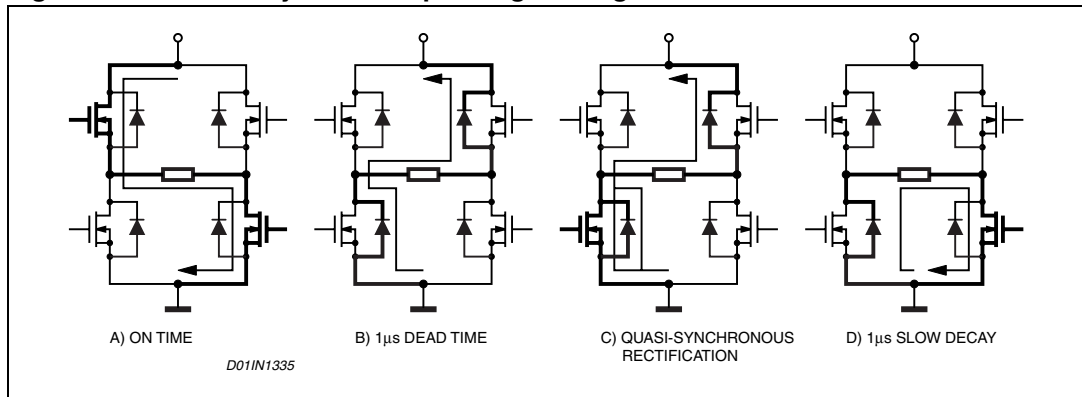 A) ON TIME
B) 1μs DEAD TIME
C) QUASI-SYNCHRONOUS
RECTIFICATION
D) 1μs SLOW DECAY
D01IN1335